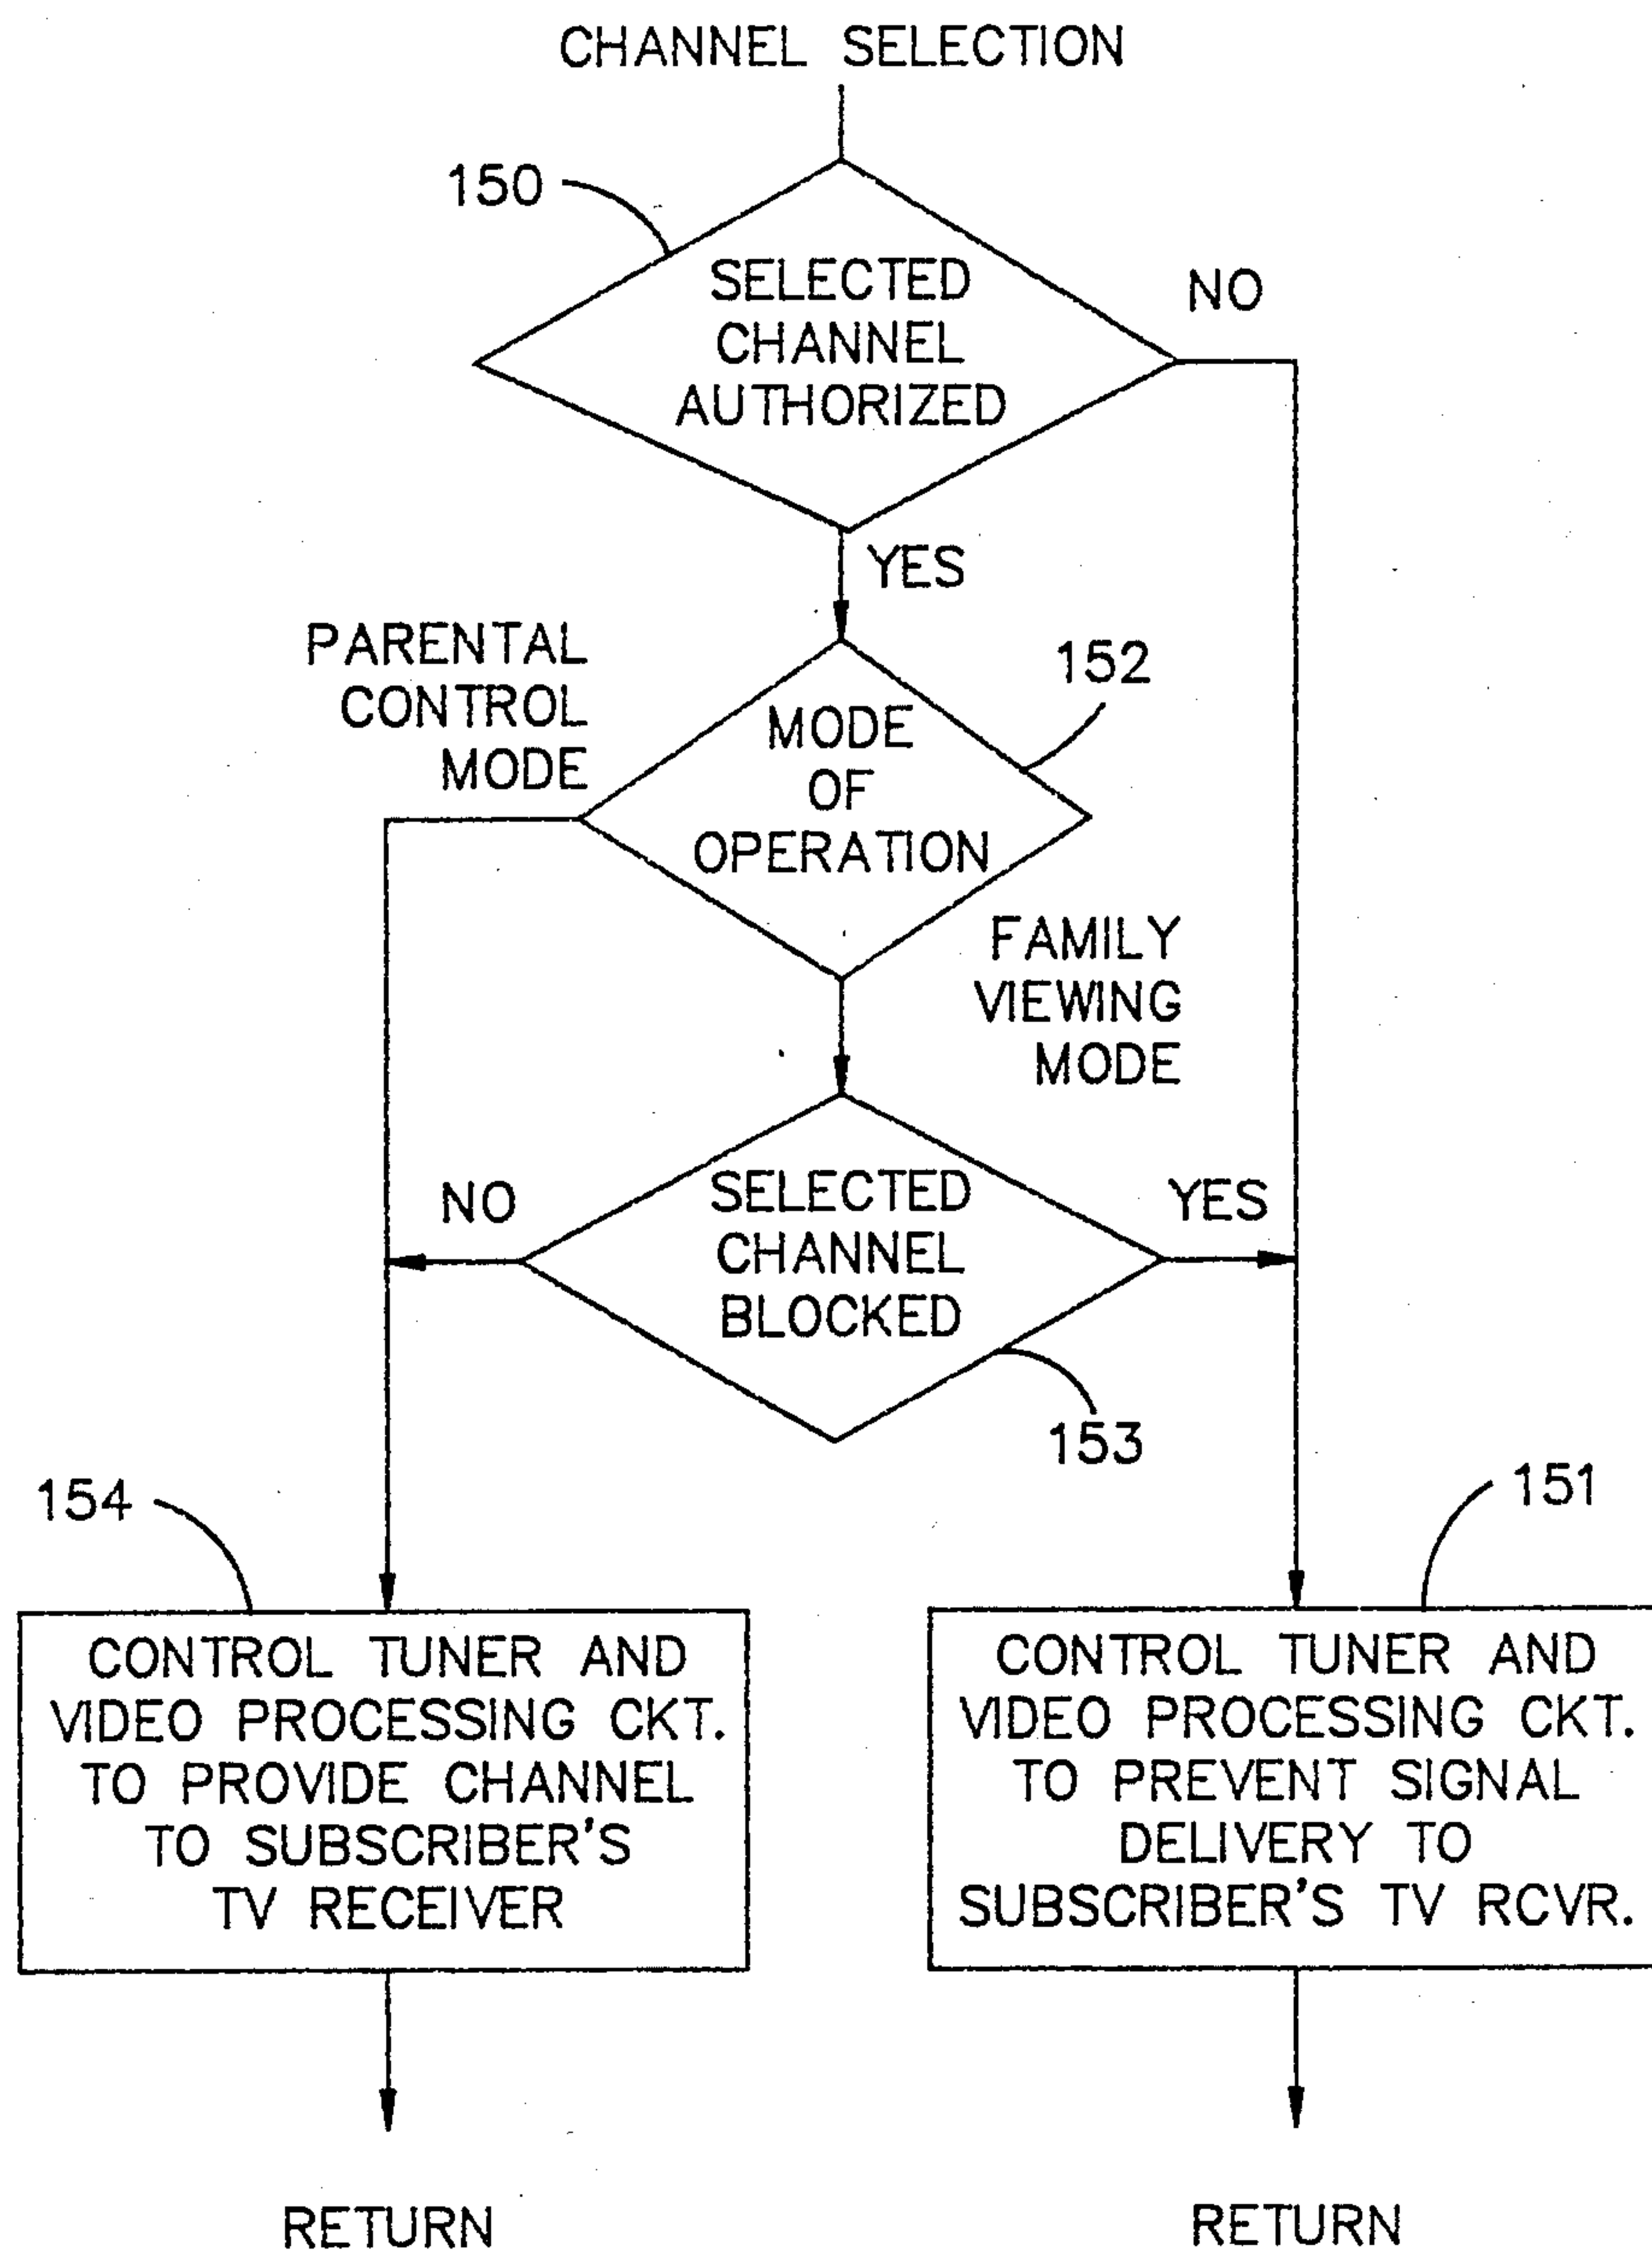 CHANNEL SELECTION
150
SELECTED
CHANNEL
AUTHORIZED
NO
YES
PARENTAL
CONTROL
MODE
152
MODE
OF
OPERATION
FAMILY
VIEWING
MODE
NO
SELECTED
CHANNEL
BLOCKED
YES
153
154
151
CONTROL TUNER AND
VIDEO PROCESSING CKT.
TO PROVIDE CHANNEL
TO SUBSCRIBER'S
TV RECEIVER
CONTROL TUNER AND
VIDEO PROCESSING CKT.
TO PREVENT SIGNAL
DELIVERY TO
SUBSCRIBER'S TV RCVR.
RETURN
RETURN